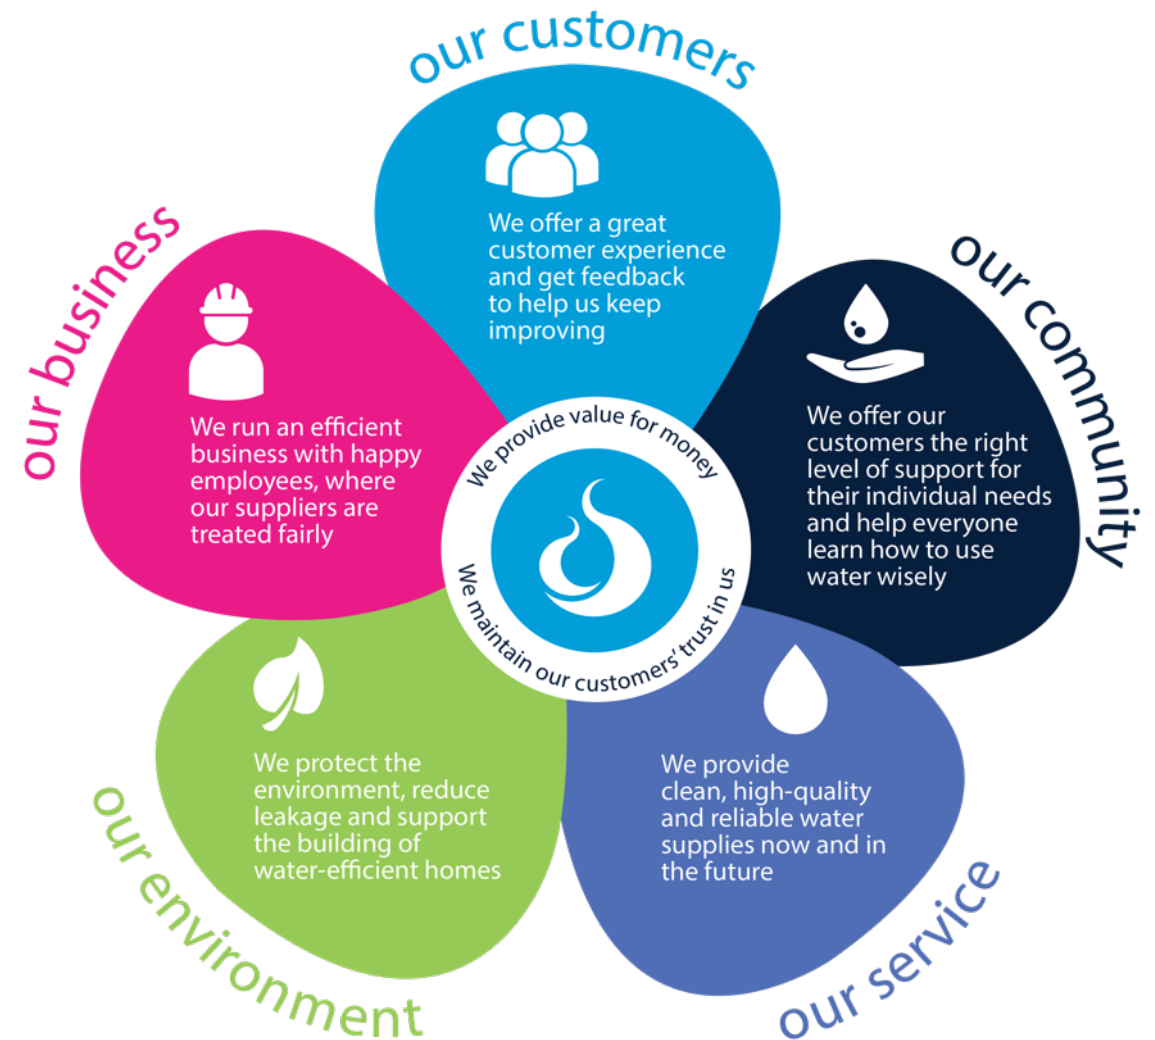 our customers
We offer a great
customer experience
and get feedback
to help us keep
improving
our community
We offer our
customers the right
level of support for
their individual needs
and help everyone
learn how to use
water wisely
our service
We provide
clean, high-quality
and reliable water
supplies now and in
the future
our environment
We protect the
environment, reduce
leakage and support
the building of
water-efficient homes
our business
We run an efficient
business with happy
employees, where
our suppliers are
treated fairly
We provide value for money
We maintain our customers' trust in us